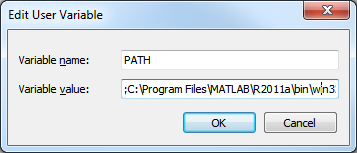 Edit User Variable
Variable name:
PATH
Variable value:
;C:\Program Files\MATLAB\R2011a\bin\win3
OK
Cancel